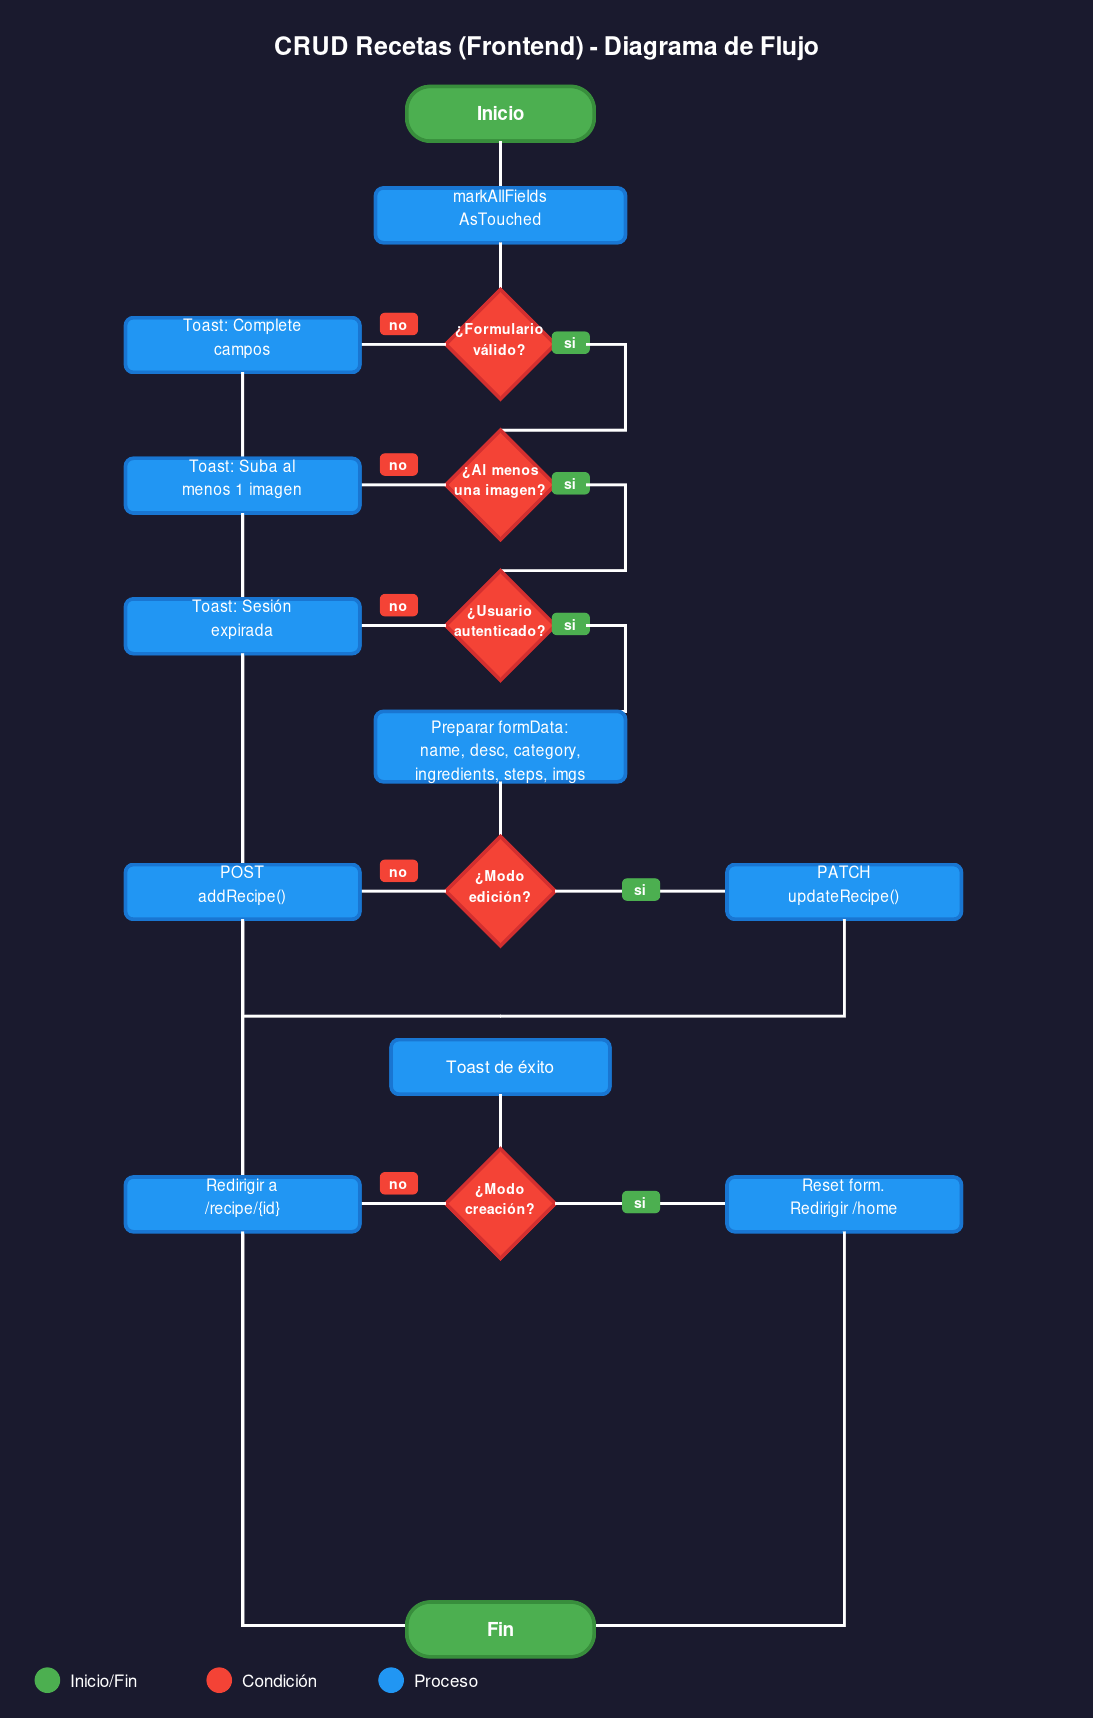 CRUD Recetas (Frontend) - Diagrama de Flujo
Inicio
markAllFields
AsTouched
Toast: Complete
campos
no
¿Formulario
válido?
si
Toast: Suba al
menos 1 imagen
no
¿Al menos
una imagen?
si
Toast: Sesión
expirada
no
¿Usuario
autenticado?
si
Preparar formData:
name, desc, category,
ingredients, steps, imgs
POST
addRecipe()
no
¿Modo
edición?
si
PATCH
updateRecipe()
Toast de éxito
Redirigir a
/recipe/{id}
no
¿Modo
creación?
si
Reset form.
Redirigir /home
Fin
Inicio/Fin
Condición
Proceso